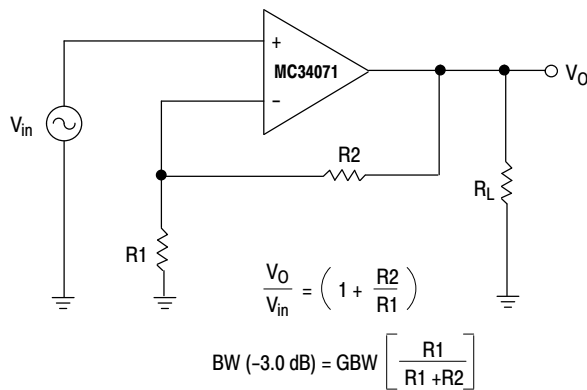 +
MC34071
−
V_O
V_in
R2
R_L
R1
V_O / V_in = ( 1 + R2 / R1 )
BW (−3.0 dB) = GBW [ R1 / R1 +R2 ]